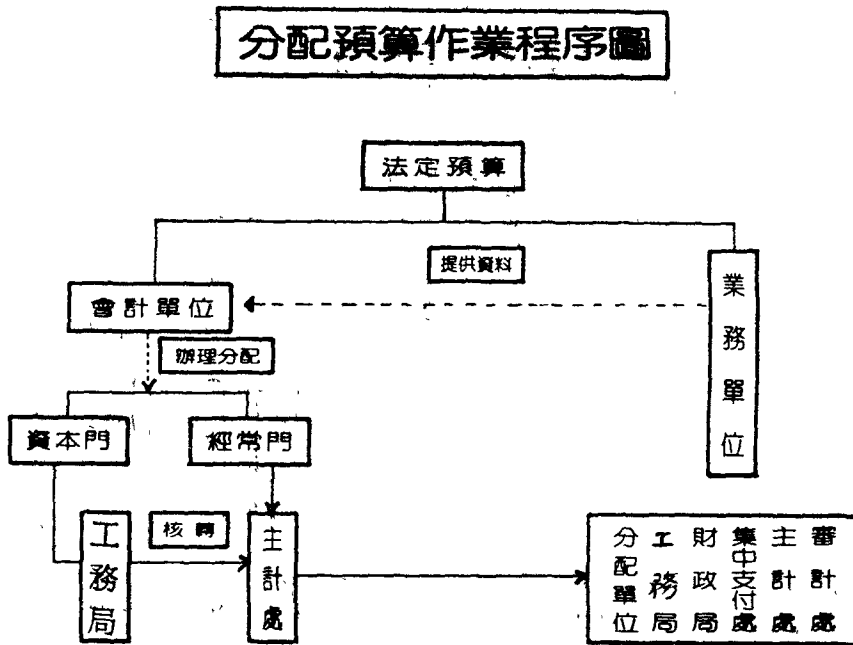 分配預算作業程序圖
法定預算
提供資料
會計單位
業務單位
辦理分配
資本門
經常門
工務局
核轉
主計處
審計處
主計處
集中支付處
財政局
工務局
分配單位